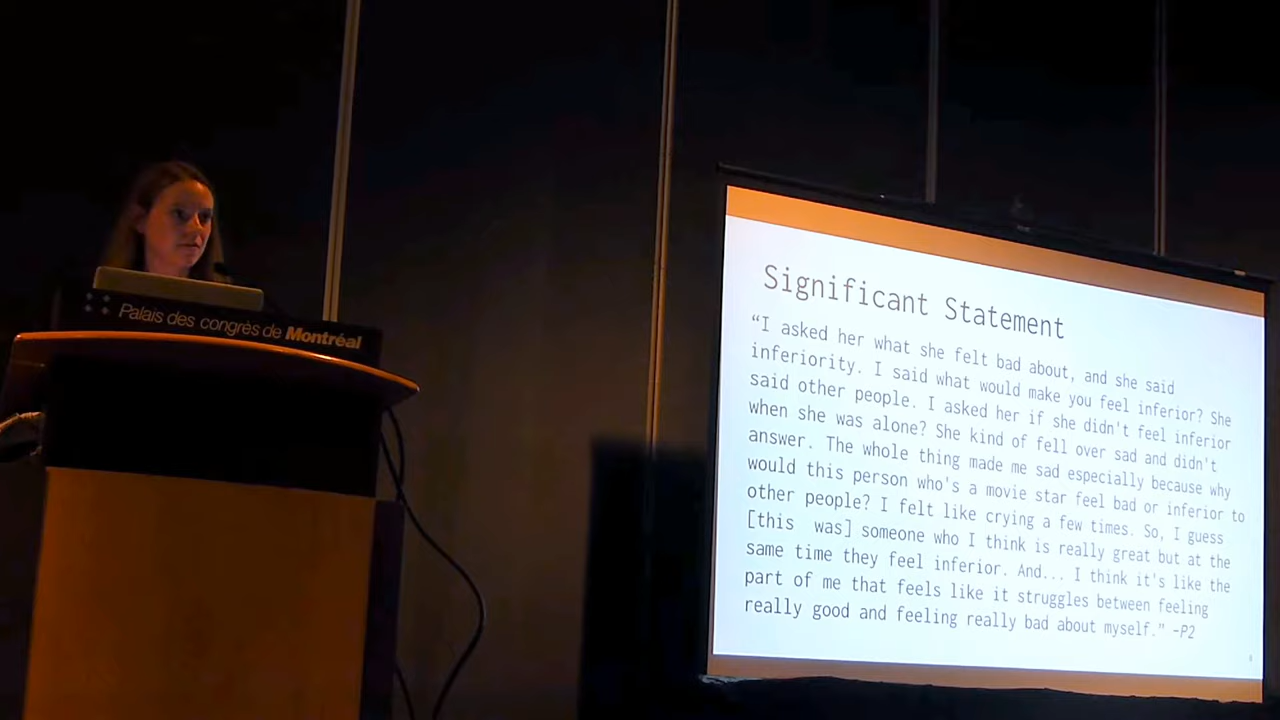 Palais des congrès de Montréal
Significant Statement
“I asked her what she felt bad about, and she said
inferiority. I said what would make you feel inferior? She
said other people. I asked her if she didn't feel inferior
when she was alone? She kind of fell over sad and didn't
answer. The whole thing made me sad especially because why
would this person who's a movie star feel bad or inferior to
other people? I felt like crying a few times. So, I guess
[this was] someone who I think is really great but at the
same time they feel inferior. And... I think it's like the
part of me that feels like it struggles between feeling
really good and feeling really bad about myself.” -P2